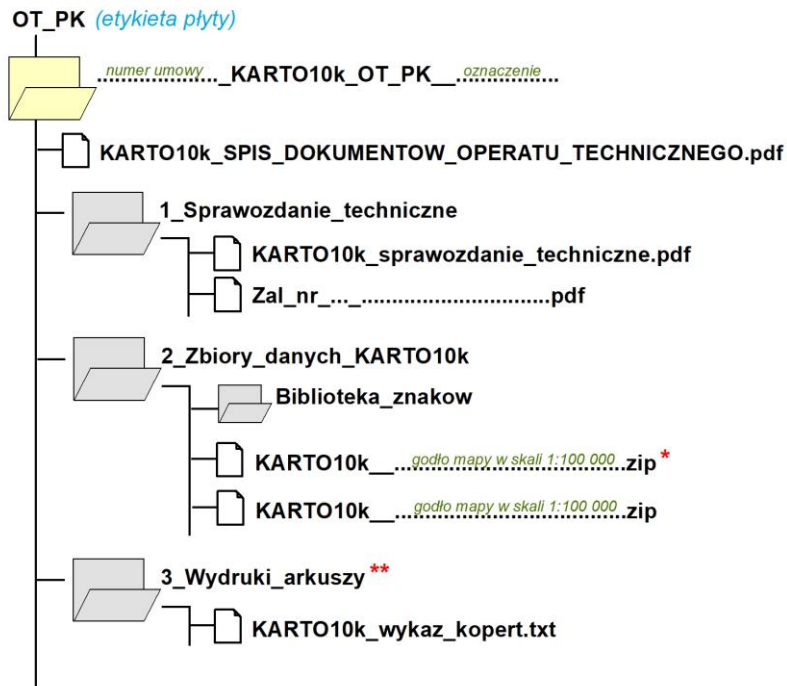 OT_PK (etykieta płyty)
...numer umowy..._KARTO10k_OT_PK__...oznaczenie...
KARTO10k_SPIS_DOKUMENTOW_OPERATU_TECHNICZNEGO.pdf
1_Sprawozdanie_techniczne
KARTO10k_sprawozdanie_techniczne.pdf
Zal_nr_..._................................pdf
2_Zbiory_danych_KARTO10k
Biblioteka_znakow
KARTO10k__...godło mapy w skali 1:100 000...zip*
KARTO10k__...godło mapy w skali 1:100 000...zip
3_Wydruki_arkuszy**
KARTO10k_wykaz_kopert.txt